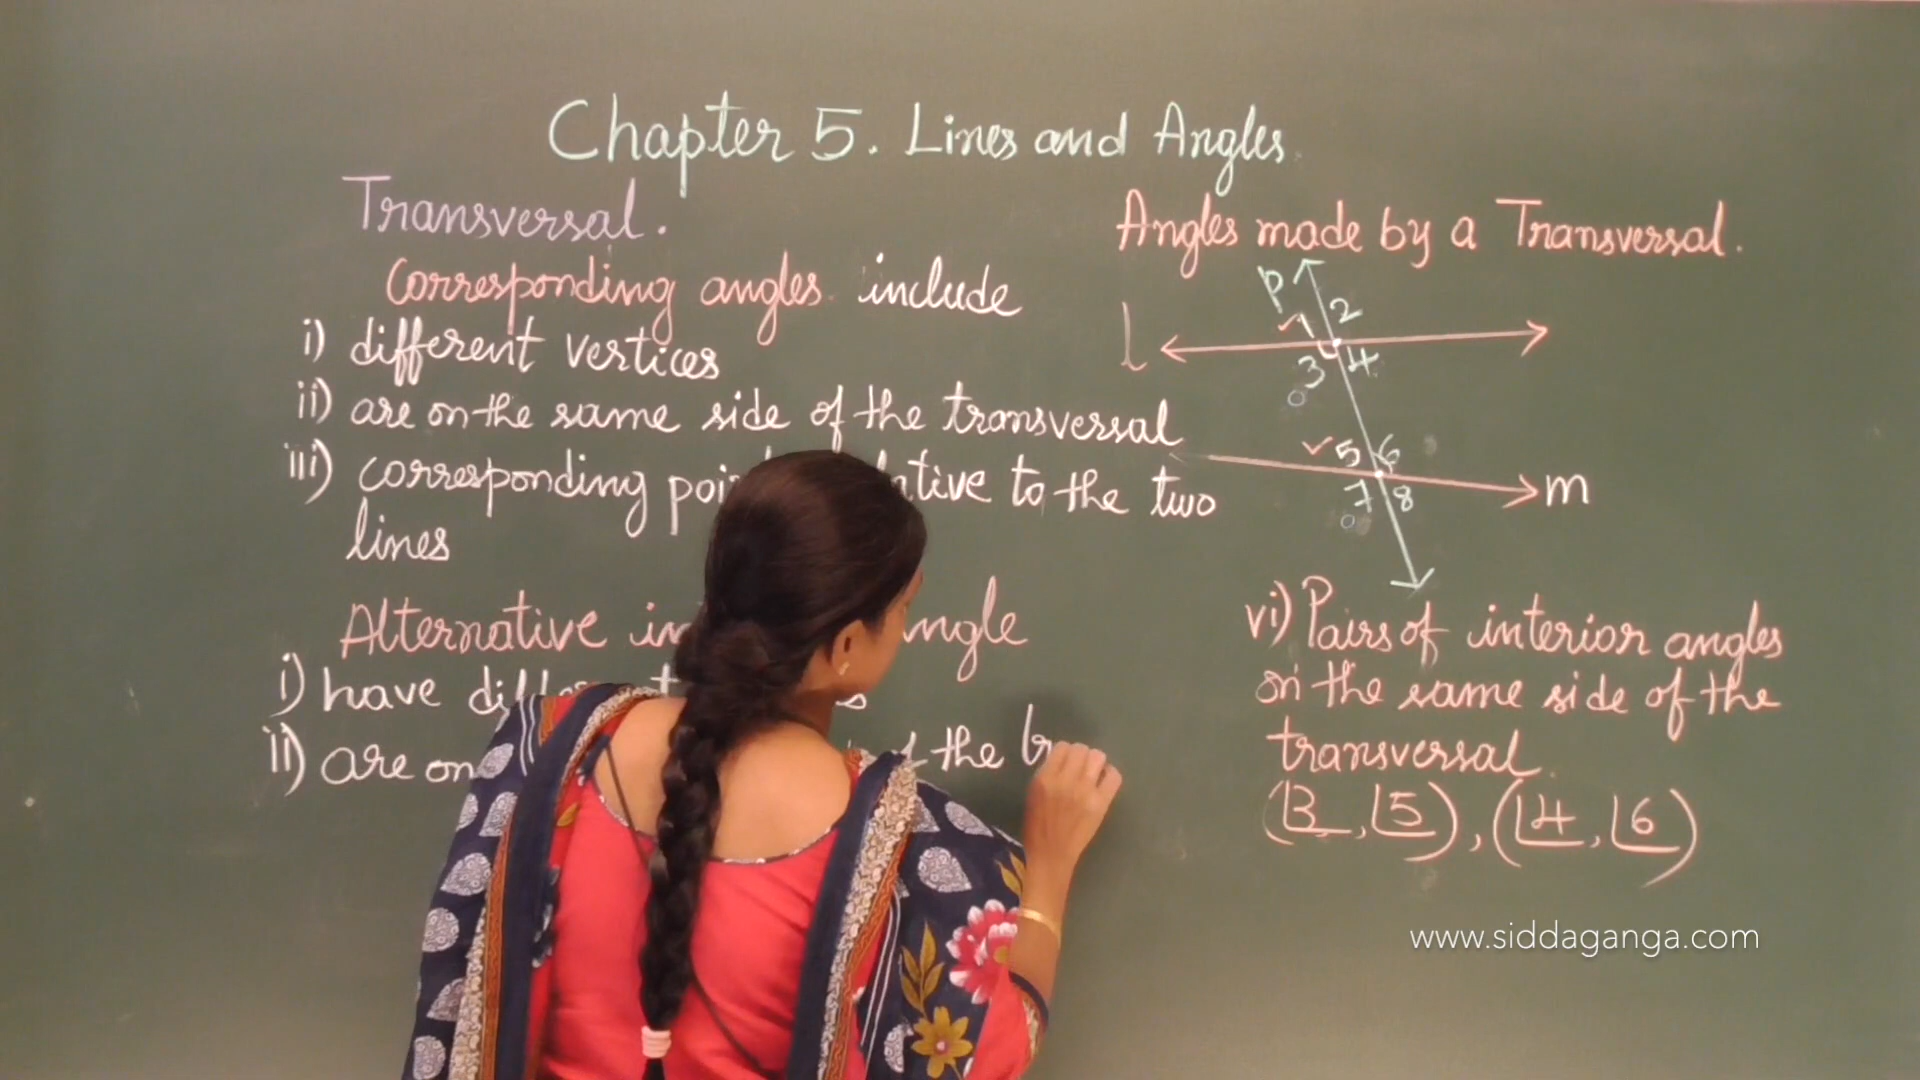 Chapter 5. Lines and Angles
Transversal.
Corresponding angles include
i) different vertices
ii) are on the same side of the transversal
iii) corresponding to the two
lines
Alternative
i) have
ii) are on the
Angles made by a Transversal.
p
1 2
l
3 4
5 6
m
7 8
vi) Pairs of interior angles
on the same side of the
transversal
(∠3, ∠5), (∠4, ∠6)
www.siddaganga.com